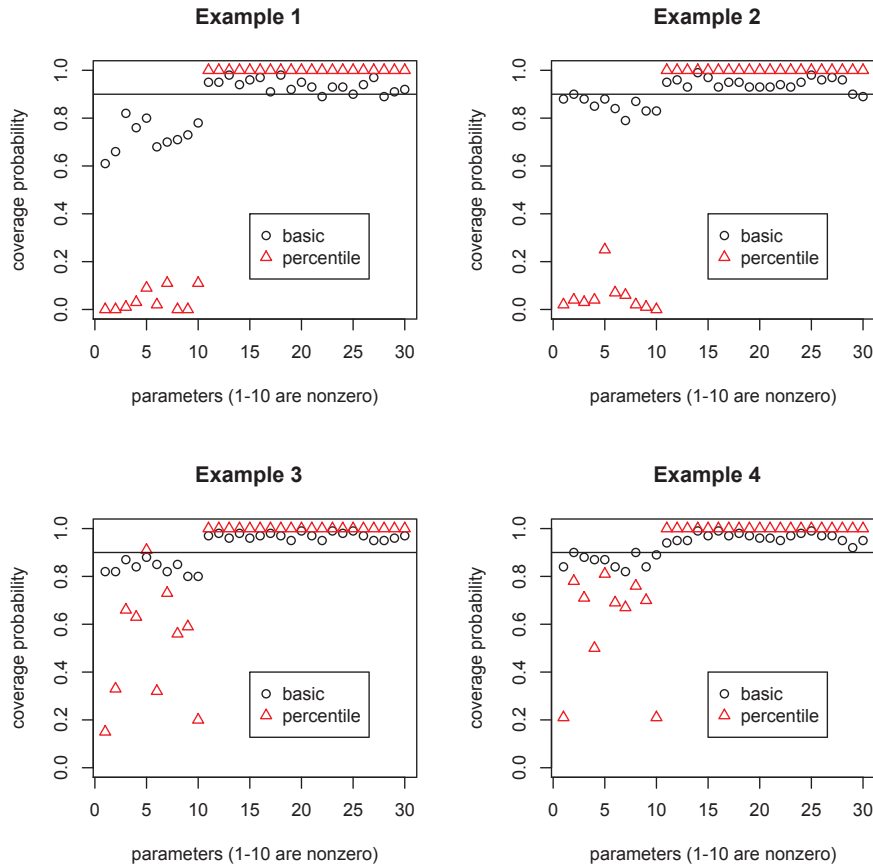 Example 1
coverage probability
1.0
0.8
0.6
0.4
0.2
0.0
basic
percentile
0 5 10 15 20 25 30
parameters (1-10 are nonzero)
Example 2
coverage probability
1.0
0.8
0.6
0.4
0.2
0.0
basic
percentile
0 5 10 15 20 25 30
parameters (1-10 are nonzero)
Example 3
coverage probability
1.0
0.8
0.6
0.4
0.2
0.0
basic
percentile
0 5 10 15 20 25 30
parameters (1-10 are nonzero)
Example 4
coverage probability
1.0
0.8
0.6
0.4
0.2
0.0
basic
percentile
0 5 10 15 20 25 30
parameters (1-10 are nonzero)